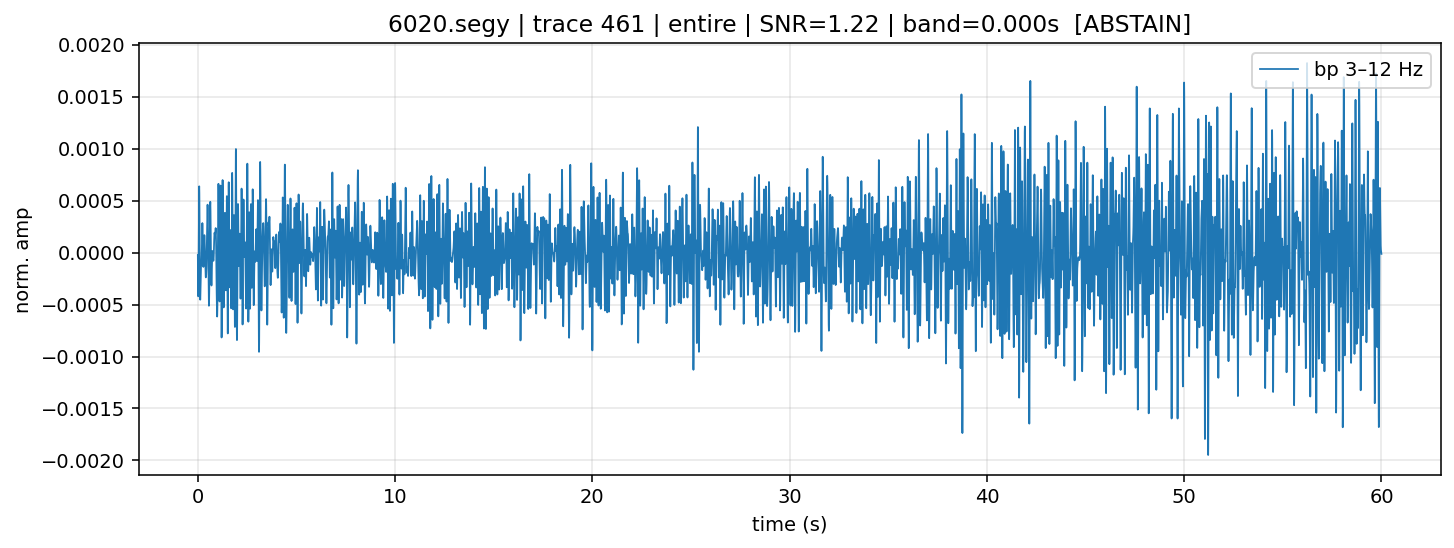 6020.segy | trace 461 | entire | SNR=1.22 | band=0.000s  [ABSTAIN]
bp 3–12 Hz
norm. amp
0.0020
0.0015
0.0010
0.0005
0.0000
−0.0005
−0.0010
−0.0015
−0.0020
0 10 20 30 40 50 60
time (s)